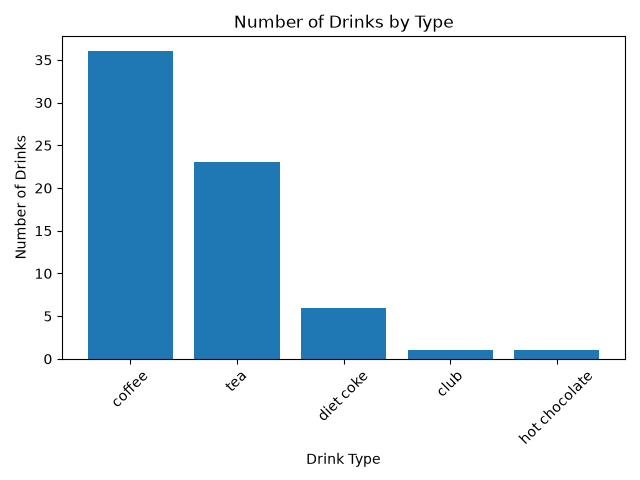 Number of Drinks by Type
Number of Drinks
35
30
25
20
15
10
5
0
coffee
tea
diet coke
club
hot chocolate
Drink Type